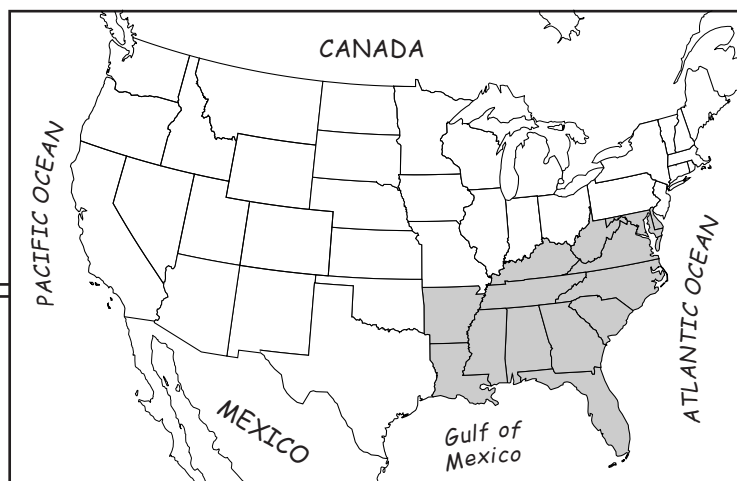 CANADA
PACIFIC OCEAN
ATLANTIC OCEAN
MEXICO
Gulf of
Mexico